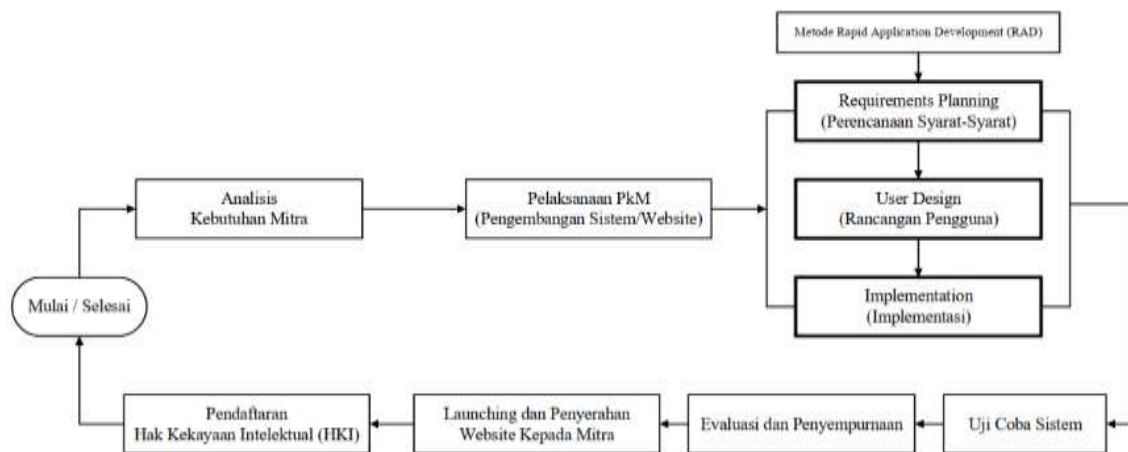 Metode Rapid Application Development (RAD)
Requirements Planning
(Perencanaan Syarat-Syarat)
Analisis
Kebutuhan Mitra
Pelaksanaan PkM
(Pengembangan Sistem/Website)
User Design
(Rancangan Pengguna)
Mulai / Selesai
Implementation
(Implementasi)
Pendaftaran
Hak Kekayaan Intelektual (HKI)
Launching dan Penyerahan
Website Kepada Mitra
Evaluasi dan Penyempurnaan
Uji Coba Sistem